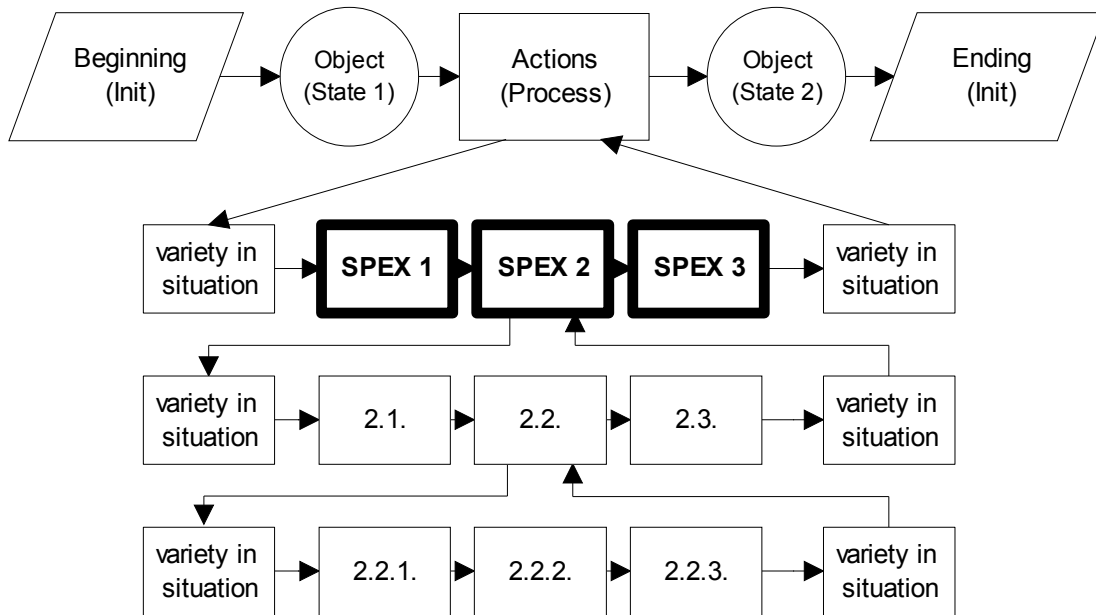 Beginning
(Init)
Object
(State 1)
Actions
(Process)
Object
(State 2)
Ending
(Init)
variety in
situation
SPEX 1
SPEX 2
SPEX 3
variety in
situation
variety in
situation
2.1.
2.2.
2.3.
variety in
situation
variety in
situation
2.2.1.
2.2.2.
2.2.3.
variety in
situation